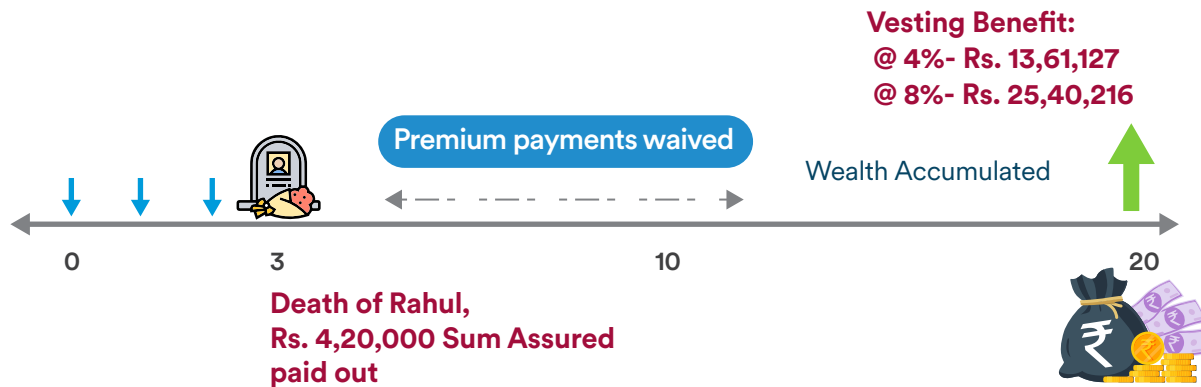 Vesting Benefit:
@ 4%- Rs. 13,61,127
@ 8%- Rs. 25,40,216
Premium payments waived
Wealth Accumulated
0
3
10
20
Death of Rahul,
Rs. 4,20,000 Sum Assured
paid out
₹
₹
₹
₹